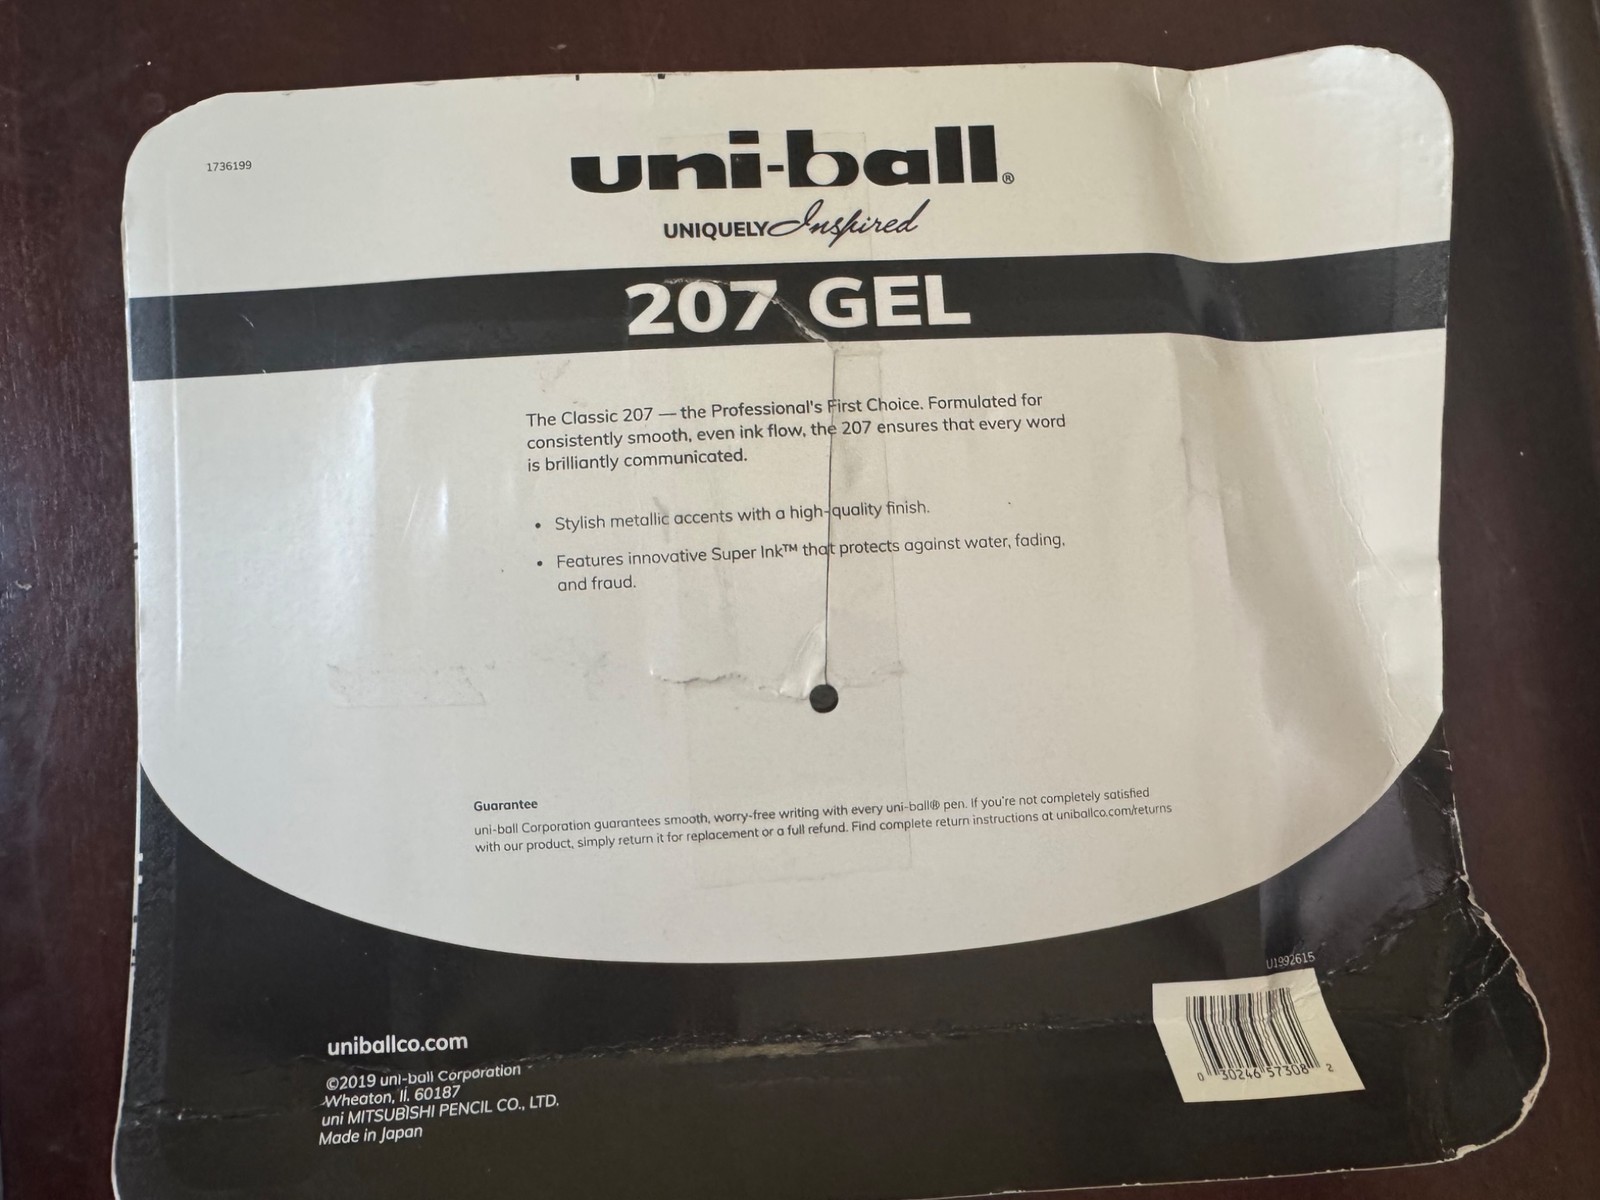 1736199
uni-ball®
UNIQUELY Inspired
207 GEL
The Classic 207 — the Professional's First Choice. Formulated for
consistently smooth, even ink flow, the 207 ensures that every word
is brilliantly communicated.
• Stylish metallic accents with a high-quality finish.
• Features innovative Super Ink™ that protects against water, fading,
and fraud.
Guarantee
uni-ball Corporation guarantees smooth, worry-free writing with every uni-ball® pen. If you're not completely satisfied
with our product, simply return it for replacement or a full refund. Find complete return instructions at uniballco.com/returns
U1992615
0 30246 57308 2
uniballco.com
©2019 uni-ball Corporation
Wheaton, Il. 60187
uni MITSUBISHI PENCIL CO., LTD.
Made in Japan